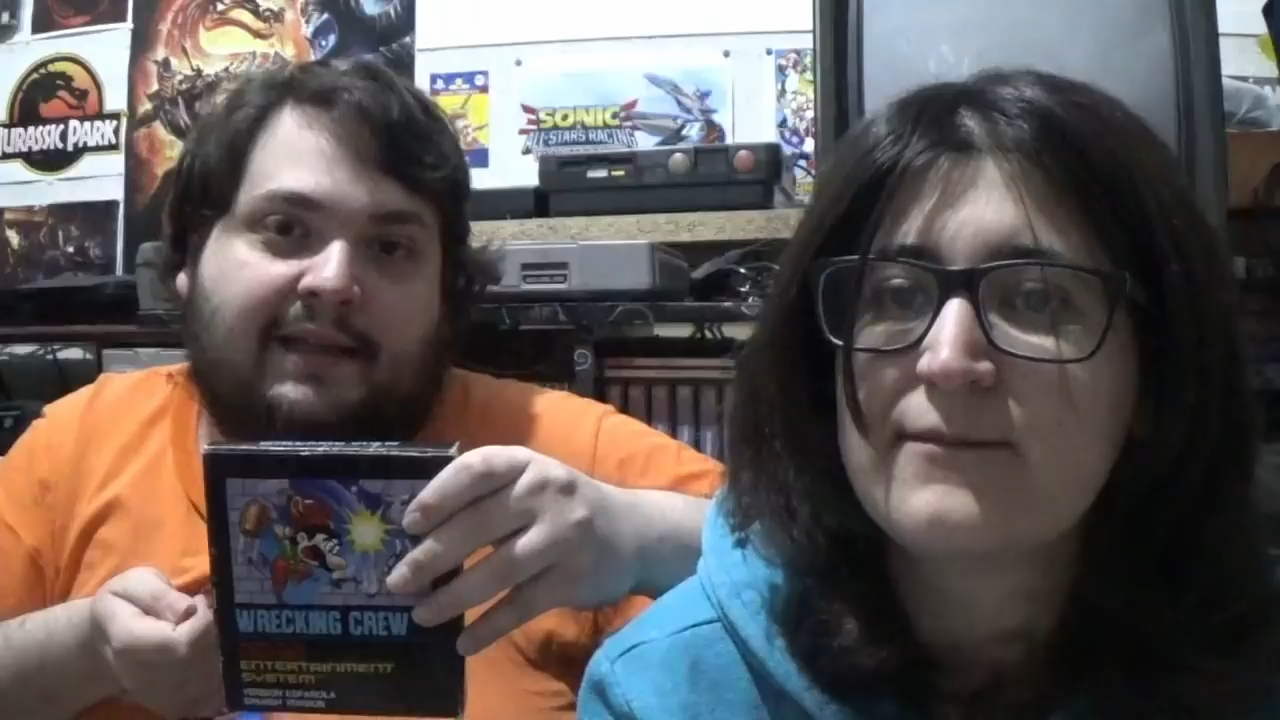 JURASSIC PARK
SONIC
ALL-STARS RACING
WRECKING CREW
ENTERTAINMENT
SYSTEM
VERSION ESPAÑOLA
SPANISH VERSION